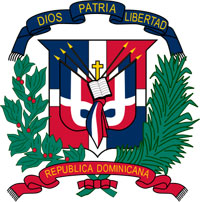 DIOS PATRIA LIBERTAD
REPUBLICA DOMINICANA